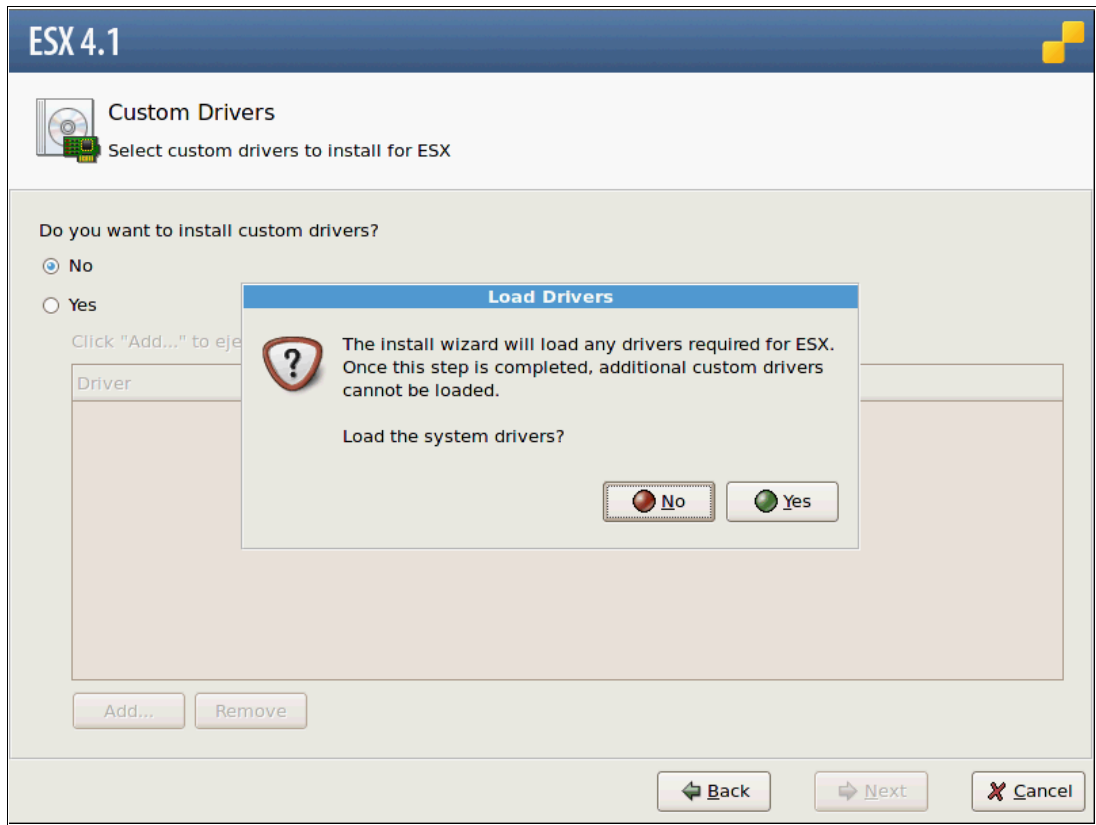 ESX 4.1
Custom Drivers
Select custom drivers to install for ESX
Do you want to install custom drivers?
No
Yes
Click "Add..." to eje
Driver
Load Drivers
?
The install wizard will load any drivers required for ESX.
Once this step is completed, additional custom drivers
cannot be loaded.
Load the system drivers?
No
Yes
Add...
Remove
Back
Next
Cancel